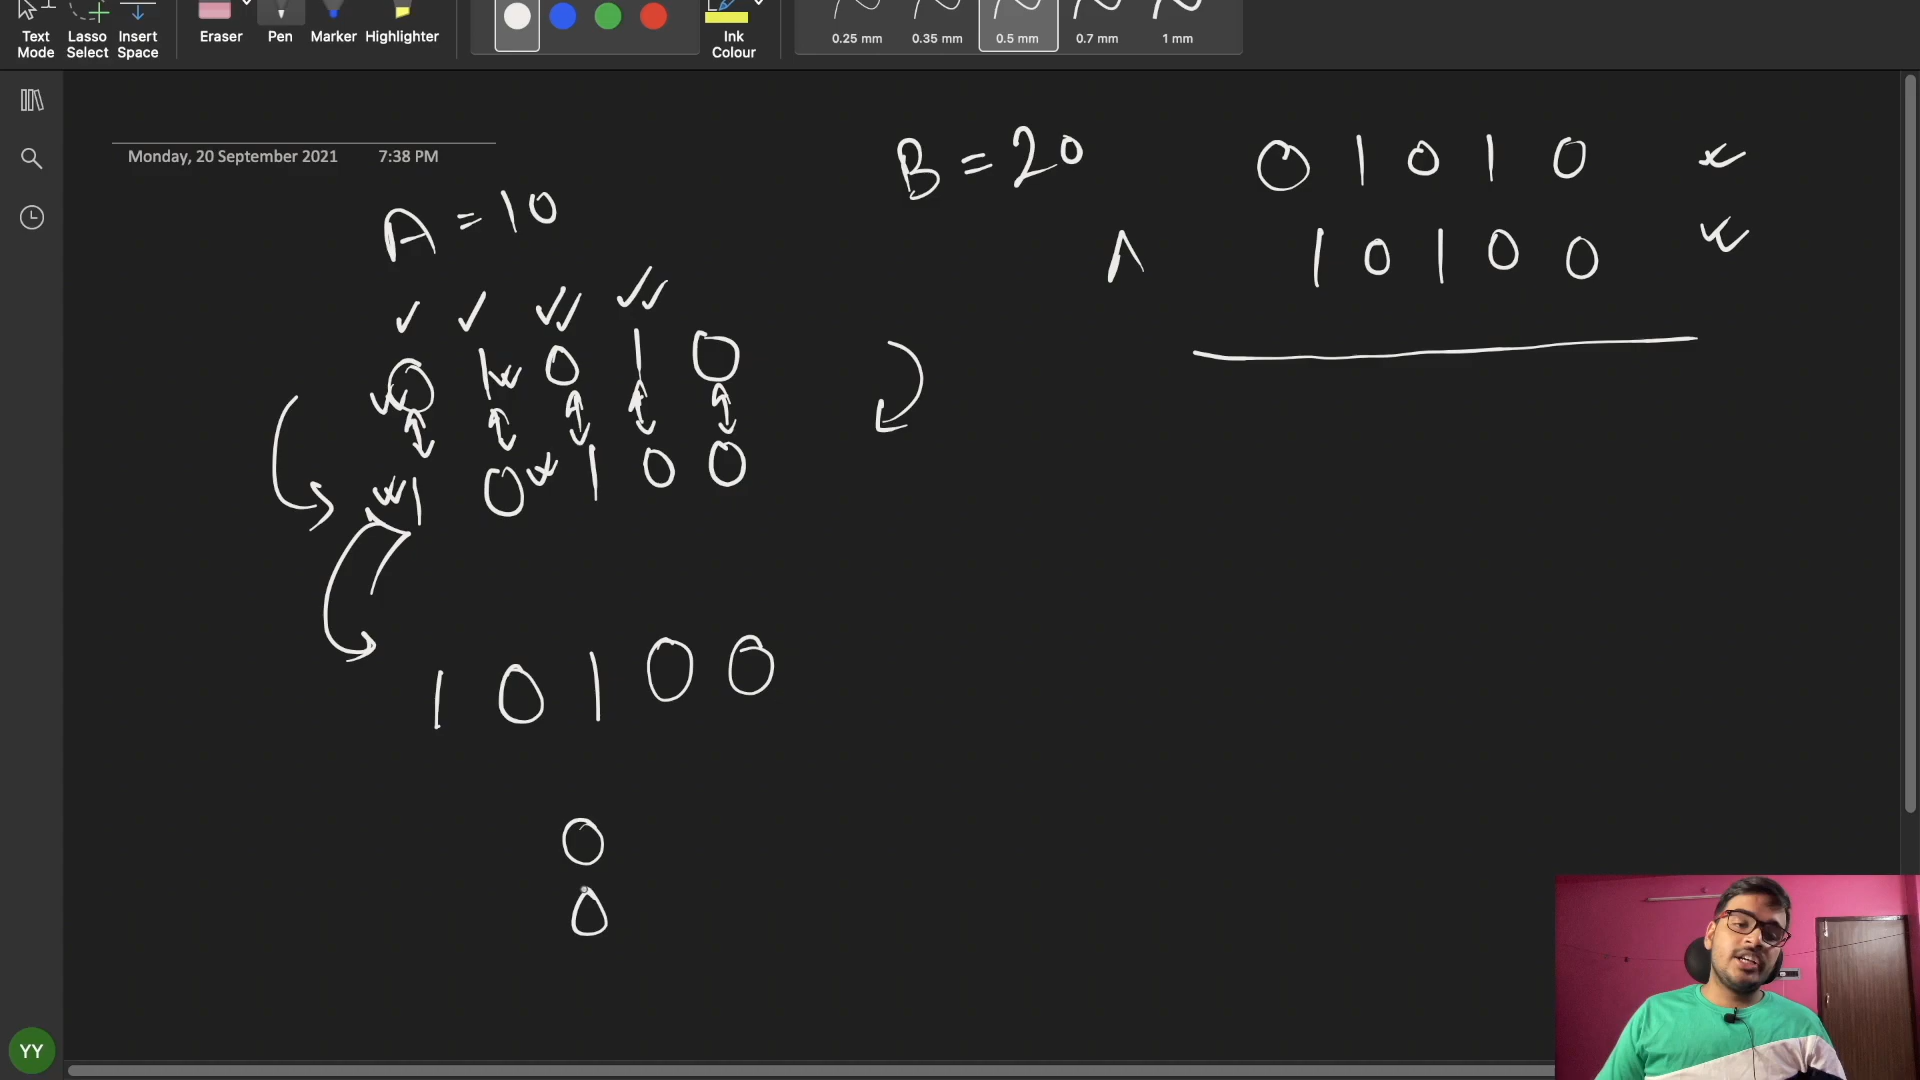 Text Mode
Lasso Select
Insert Space
Eraser
Pen
Marker
Highlighter
Ink Colour
0.25 mm
0.35 mm
0.5 mm
0.7 mm
1 mm
Monday, 20 September 2021 7:38 PM
A = 10
B = 20
0 1 0 1 0
^ 1 0 1 0 0
0 1 0 1 0
1 0 1 0 0
1 0 1 0 0
0
0
YY